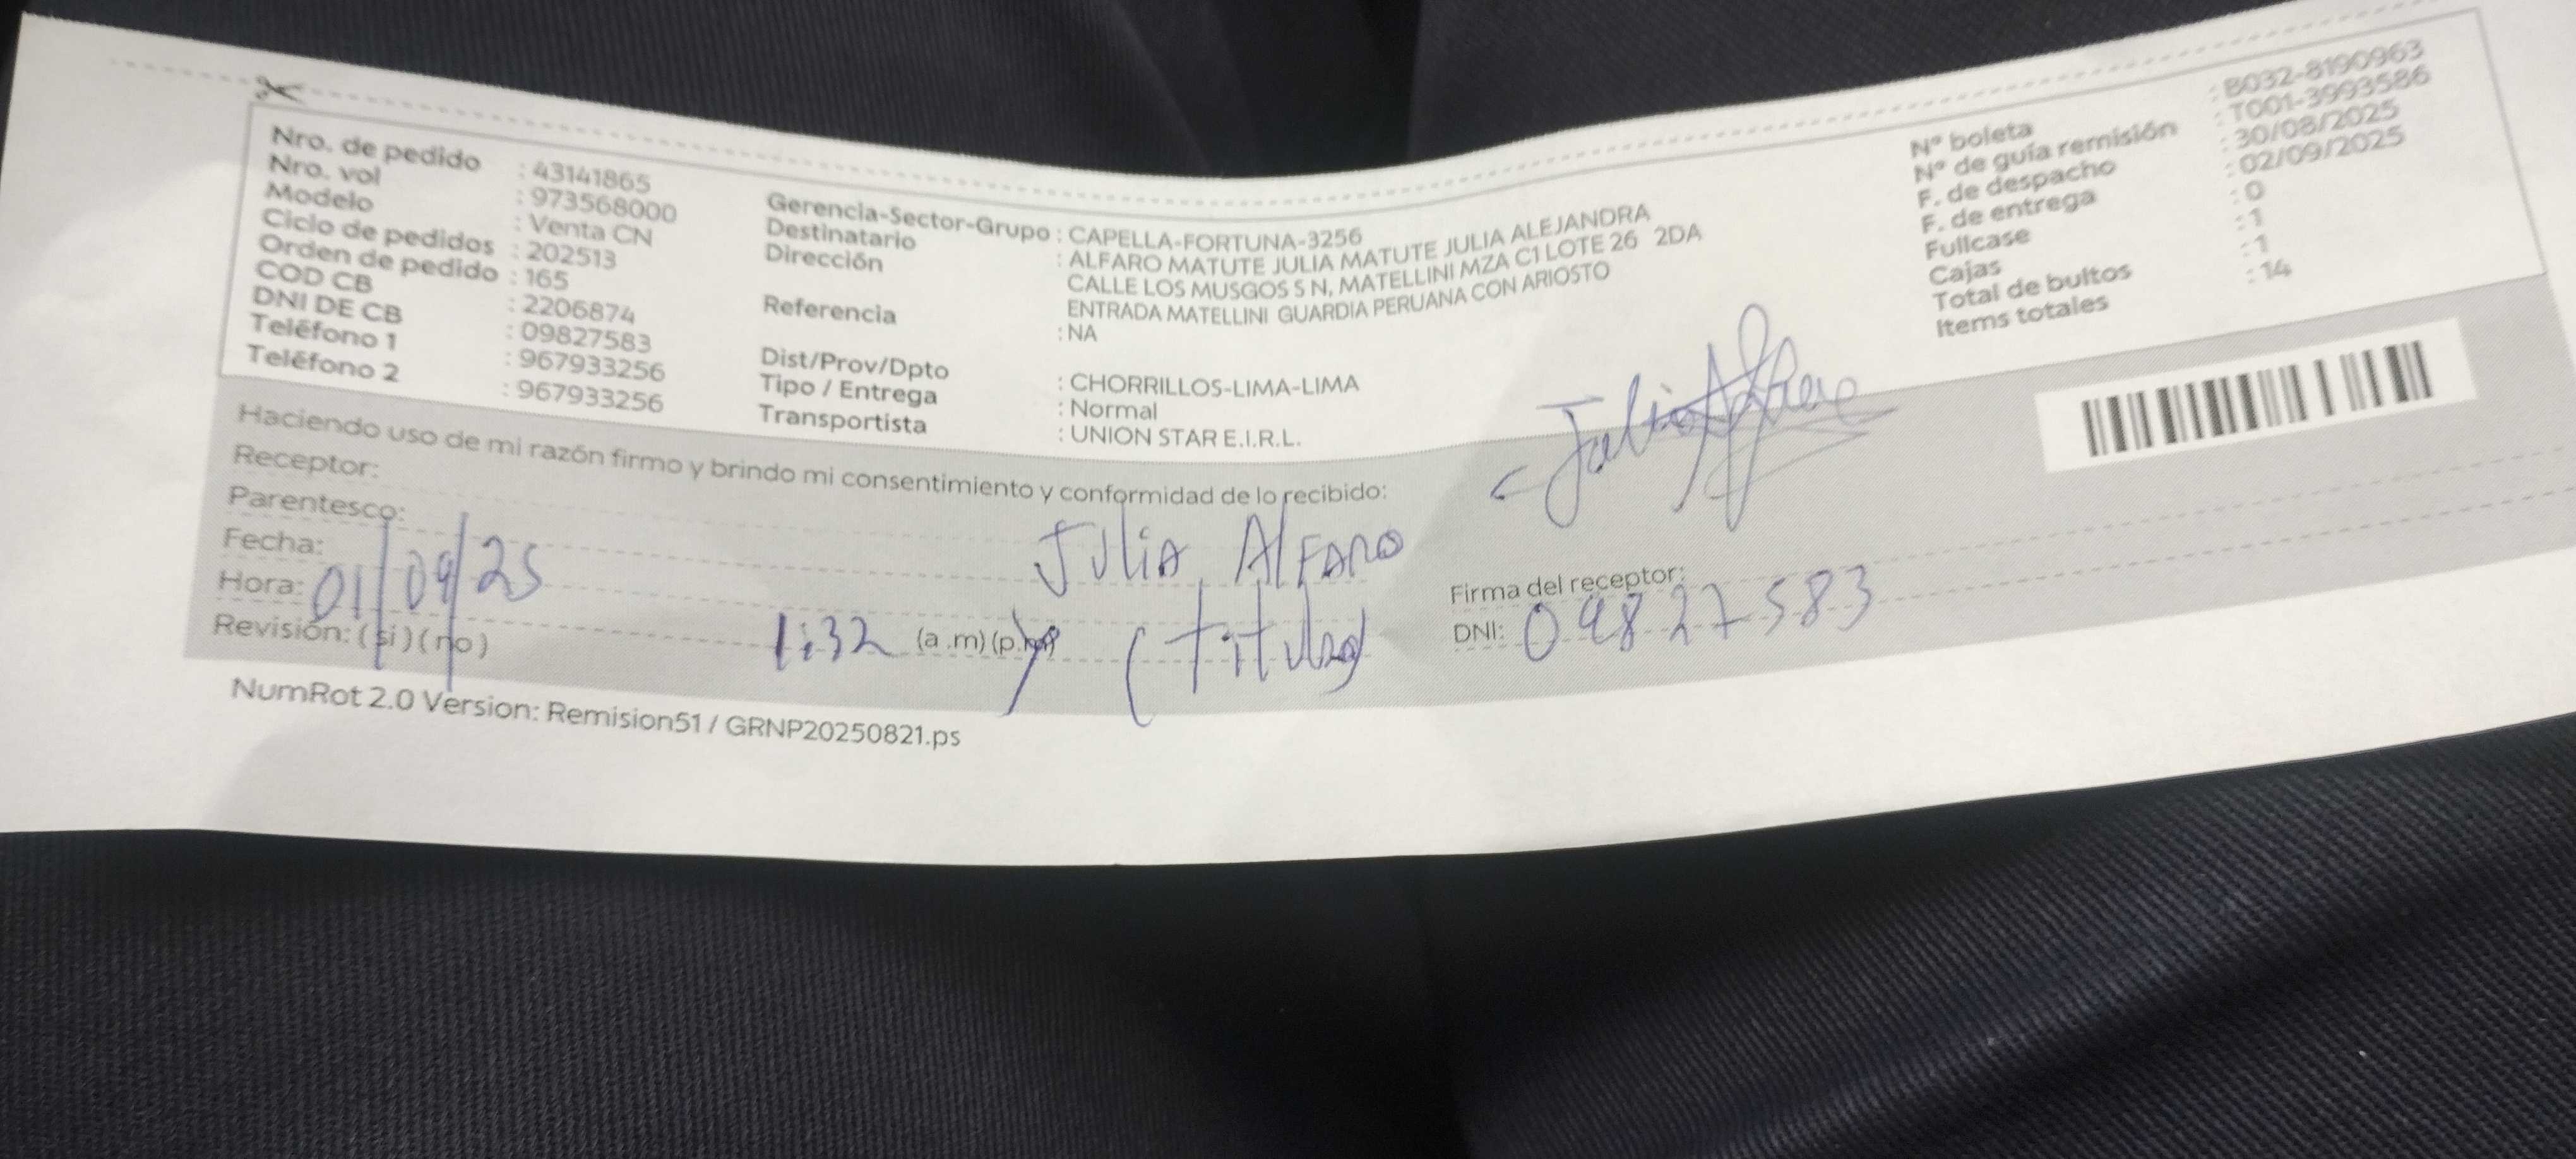 Nro. de pedido : 43141865
Nro. vol : 973568000
Modelo : Venta CN
Ciclo de pedidos : 202513
Orden de pedido : 165
COD CB : 2206874
DNI DE CB : 09827583
Teléfono 1 : 967933256
Teléfono 2 : 967933256
Gerencia-Sector-Grupo : CAPELLA-FORTUNA-3256
Destinatario : ALFARO MATUTE JULIA MATUTE JULIA ALEJANDRA
Dirección CALLE LOS MUSGOS S N, MATELLINI MZA C1 LOTE 26 2DA
ENTRADA MATELLINI GUARDIA PERUANA CON ARIOSTO
Referencia : NA
Dist/Prov/Dpto : CHORRILLOS-LIMA-LIMA
Tipo / Entrega : Normal
Transportista : UNION STAR E.I.R.L.
N° boleta : B032-8190963
N° de guía remisión : T001-3993586
F. de despacho : 30/08/2025
F. de entrega : 02/09/2025
Fullcase : 0
Cajas : 1
Total de bultos : 1
Items totales : 14
Haciendo uso de mi razón firmo y brindo mi consentimiento y conformidad de lo recibido:
Receptor: Julia Alfaro
Parentesco: (titular)
Fecha: 01/09/25
Hora: 1:32 (a.m) (p.m)
Revisión: ( si ) ( no )
Julia Alfaro
Firma del receptor:
DNI: 09827583
NumRot 2.0 Version: Remision51 / GRNP20250821.ps